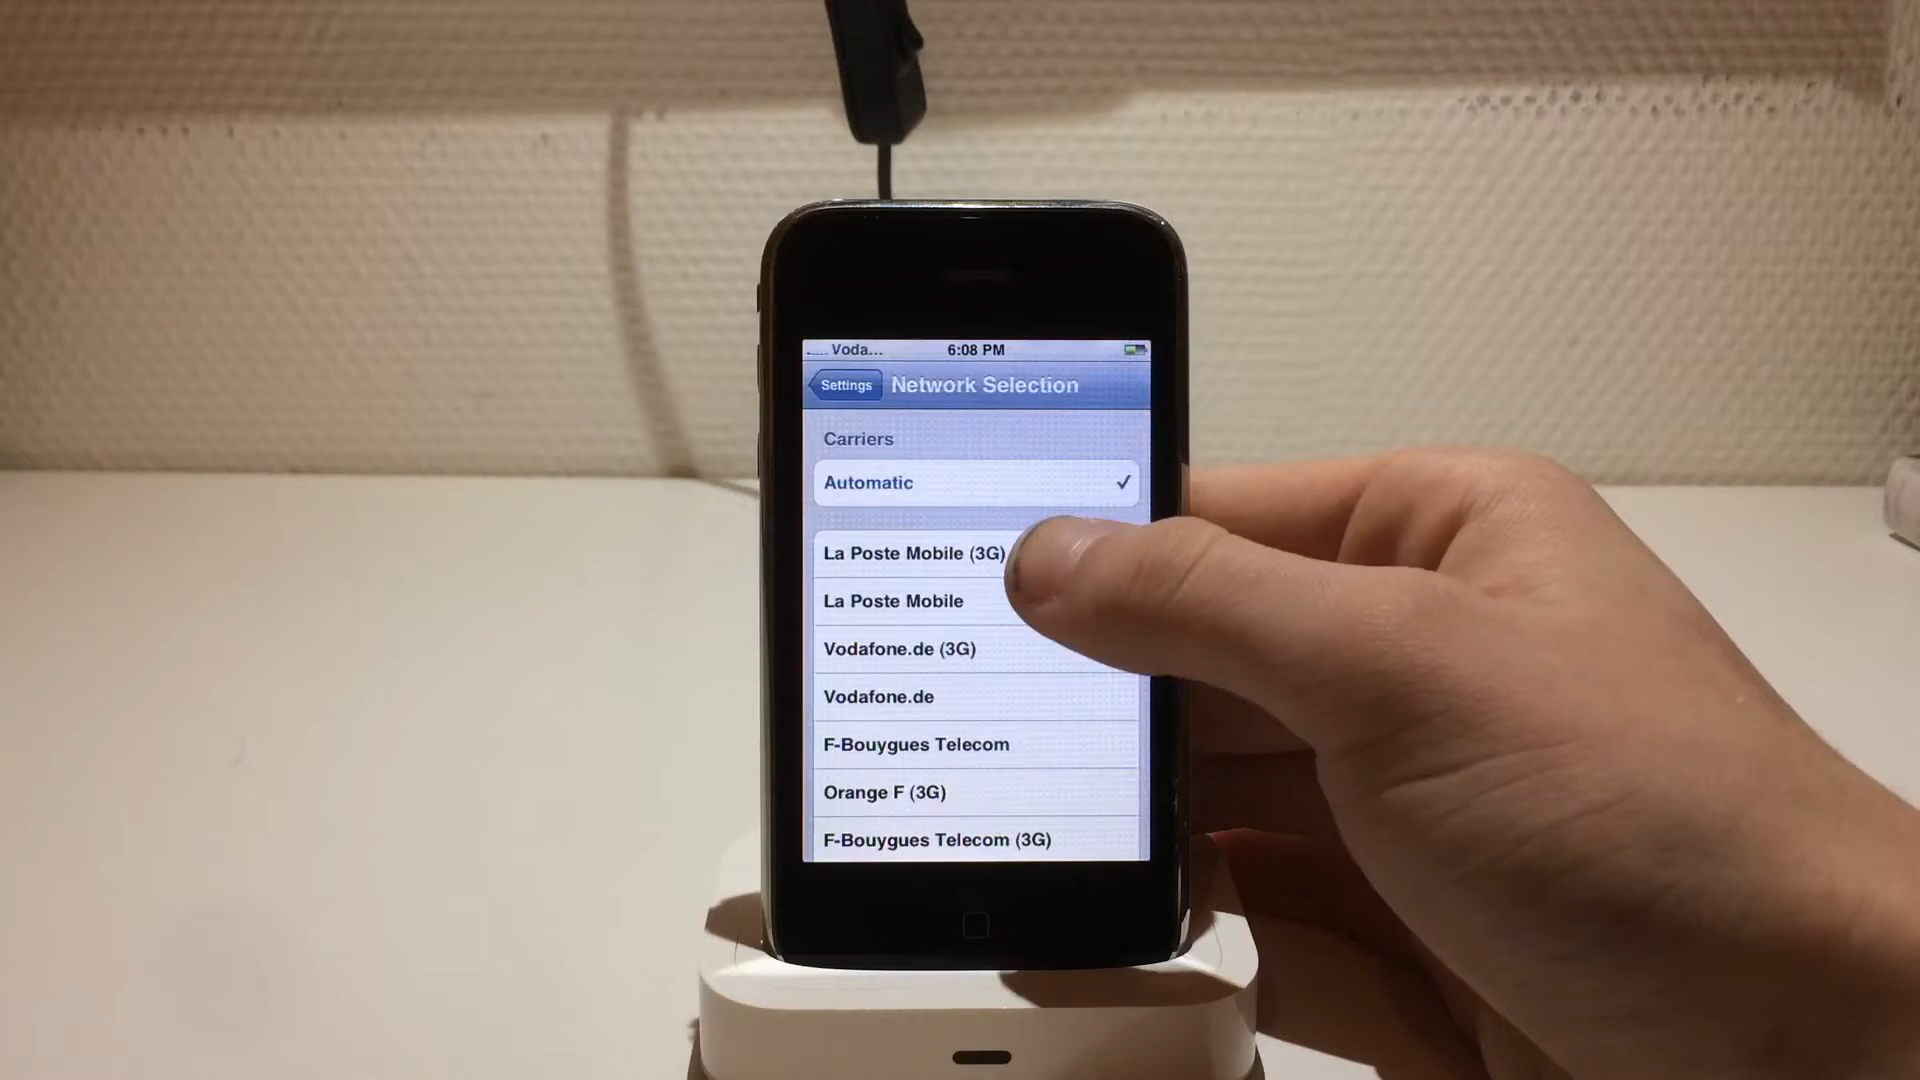 Voda... 6:08 PM
Settings Network Selection
Carriers
Automatic
La Poste Mobile (3G)
La Poste Mobile
Vodafone.de (3G)
Vodafone.de
F-Bouygues Telecom
Orange F (3G)
F-Bouygues Telecom (3G)